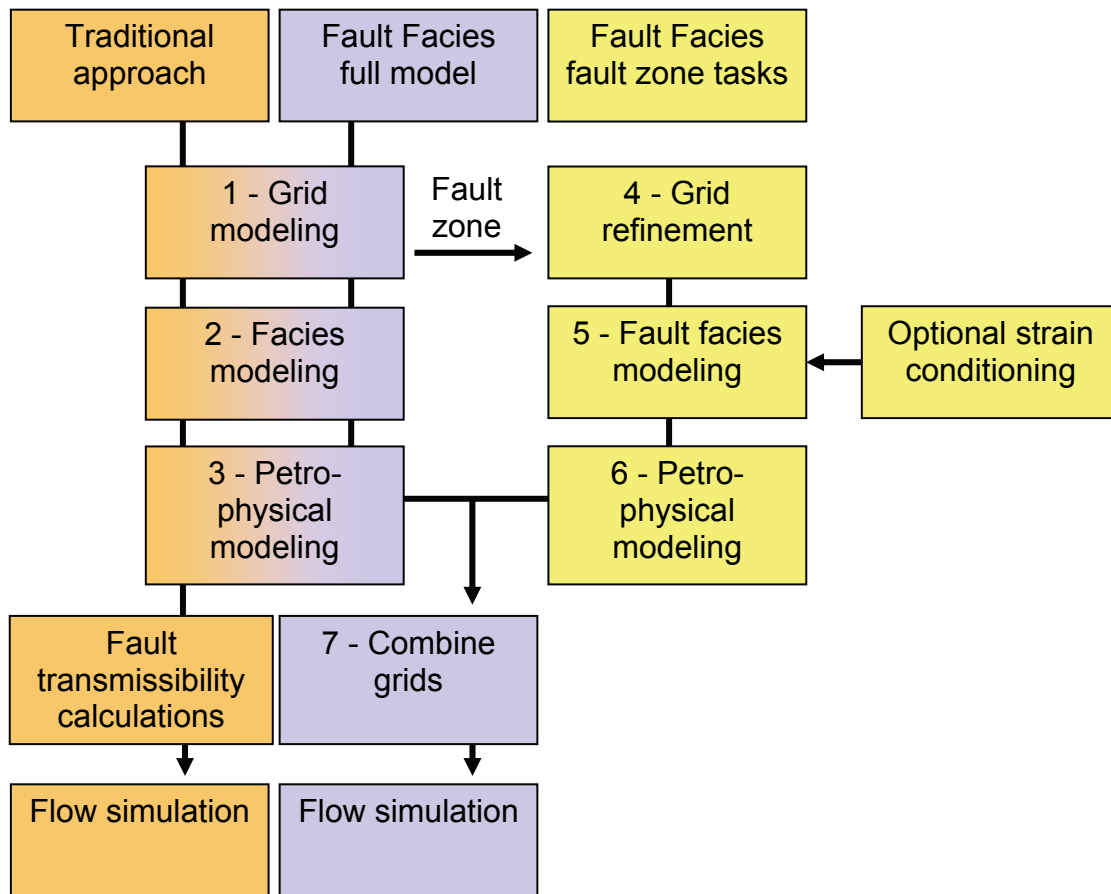 Traditional
approach
Fault Facies
full model
Fault Facies
fault zone tasks
1 - Grid
modeling
Fault
zone
4 - Grid
refinement
2 - Facies
modeling
5 - Fault facies
modeling
Optional strain
conditioning
3 - Petro-
physical
modeling
6 - Petro-
physical
modeling
Fault
transmissibility
calculations
7 - Combine
grids
Flow simulation
Flow simulation